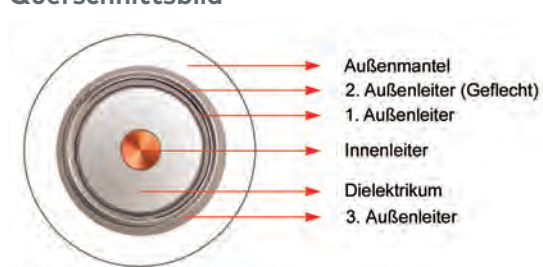 Querschnittsbild
Außenmantel
2. Außenleiter (Geflecht)
1. Außenleiter
Innenleiter
Dielektrikum
3. Außenleiter